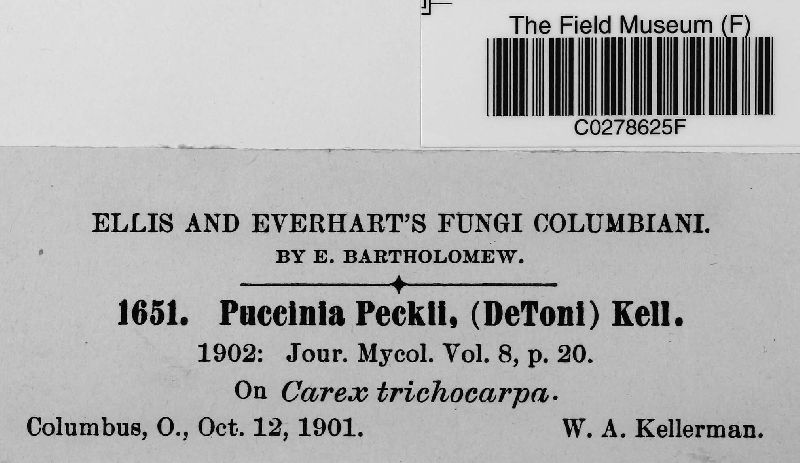 The Field Museum (F)
C0278625F
ELLIS AND EVERHART'S FUNGI COLUMBIANI.
BY E. BARTHOLOMEW.
1651. Puccinia Peckii, (DeToni) Kell.
1902: Jour. Mycol. Vol. 8, p. 20.
On Carex trichocarpa.
Columbus, O., Oct. 12, 1901. W. A. Kellerman.